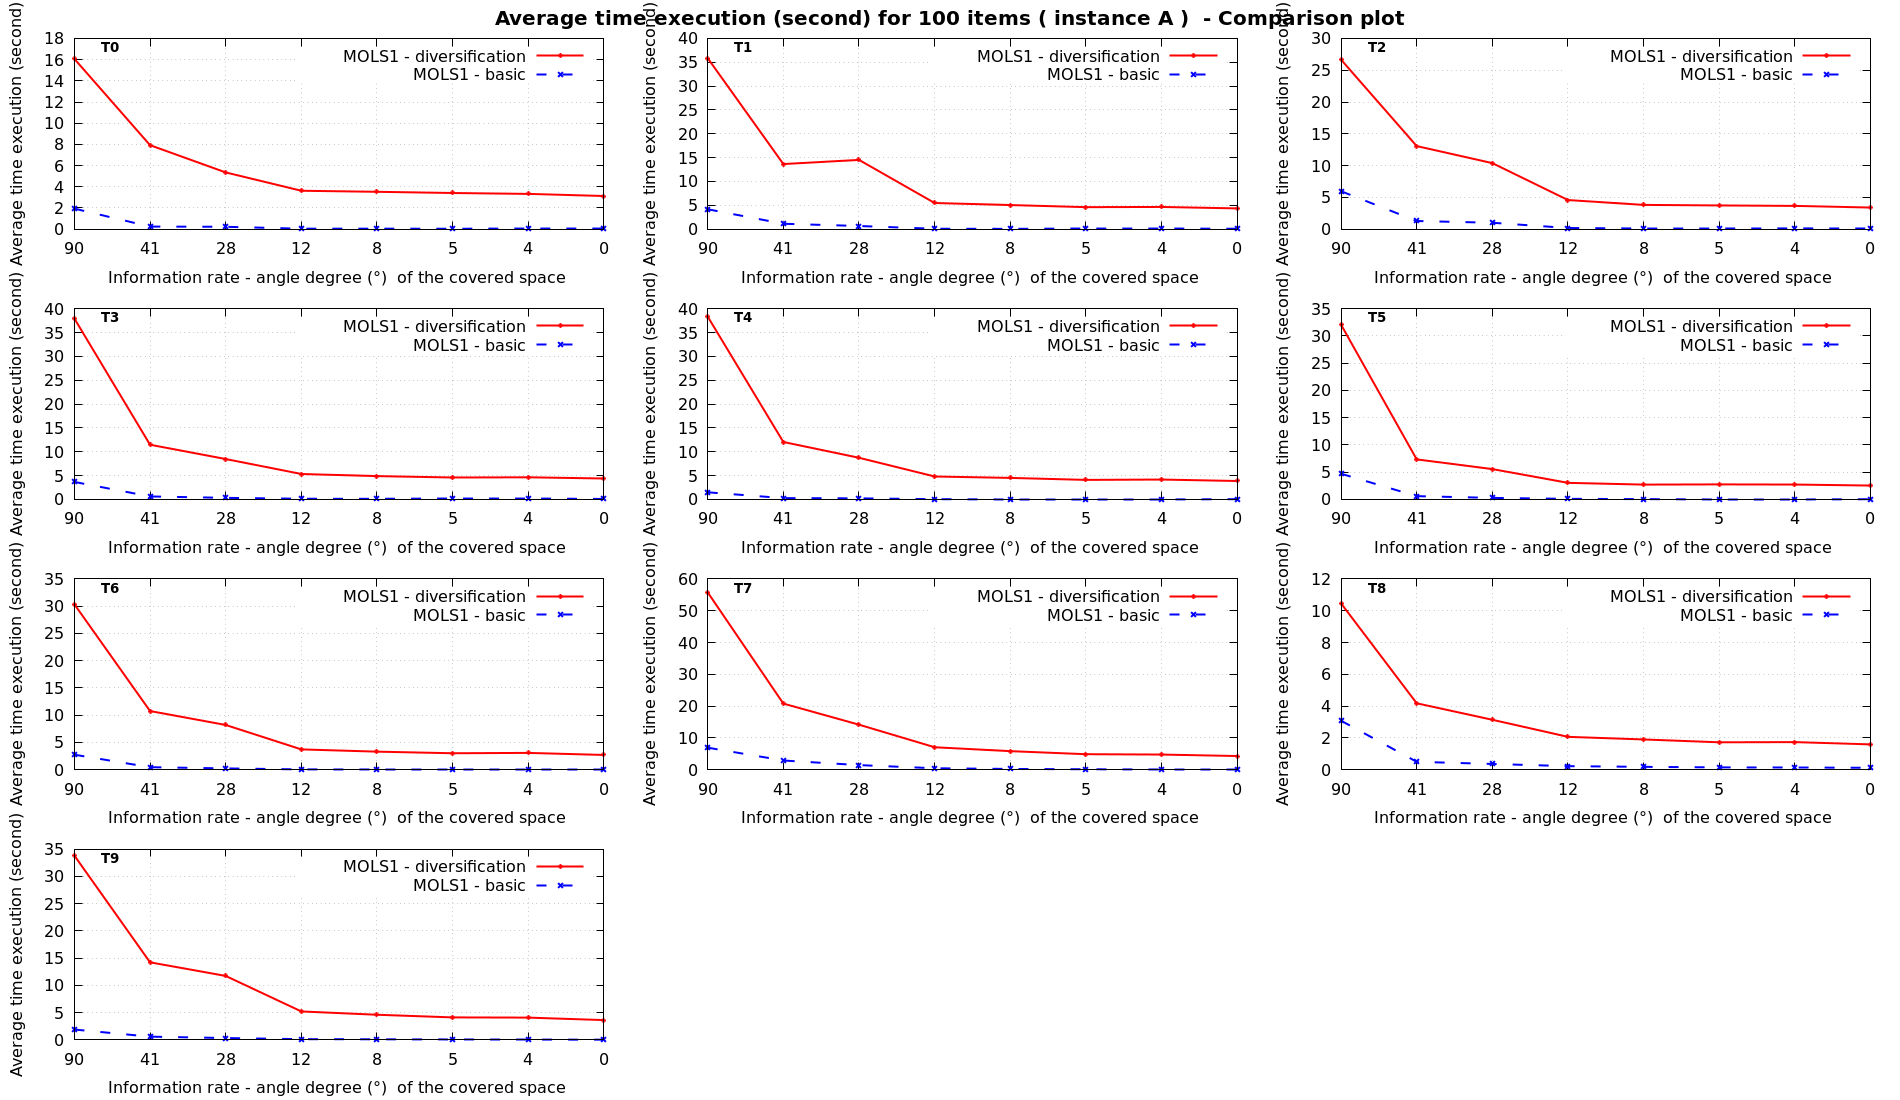 Average time execution (second) for 100 items ( instance A )  - Comparison plot
T0
MOLS1 - diversification
MOLS1 - basic
Average time execution (second)
18
16
14
12
10
8
6
4
2
0
90 41 28 12 8 5 4 0
Information rate - angle degree (°)  of the covered space
T1
MOLS1 - diversification
MOLS1 - basic
Average time execution (second)
40
35
30
25
20
15
10
5
0
90 41 28 12 8 5 4 0
Information rate - angle degree (°)  of the covered space
T2
MOLS1 - diversification
MOLS1 - basic
Average time execution (second)
30
25
20
15
10
5
0
90 41 28 12 8 5 4 0
Information rate - angle degree (°)  of the covered space
T3
MOLS1 - diversification
MOLS1 - basic
Average time execution (second)
40
35
30
25
20
15
10
5
0
90 41 28 12 8 5 4 0
Information rate - angle degree (°)  of the covered space
T4
MOLS1 - diversification
MOLS1 - basic
Average time execution (second)
40
35
30
25
20
15
10
5
0
90 41 28 12 8 5 4 0
Information rate - angle degree (°)  of the covered space
T5
MOLS1 - diversification
MOLS1 - basic
Average time execution (second)
35
30
25
20
15
10
5
0
90 41 28 12 8 5 4 0
Information rate - angle degree (°)  of the covered space
T6
MOLS1 - diversification
MOLS1 - basic
Average time execution (second)
35
30
25
20
15
10
5
0
90 41 28 12 8 5 4 0
Information rate - angle degree (°)  of the covered space
T7
MOLS1 - diversification
MOLS1 - basic
Average time execution (second)
60
50
40
30
20
10
0
90 41 28 12 8 5 4 0
Information rate - angle degree (°)  of the covered space
T8
MOLS1 - diversification
MOLS1 - basic
Average time execution (second)
12
10
8
6
4
2
0
90 41 28 12 8 5 4 0
Information rate - angle degree (°)  of the covered space
T9
MOLS1 - diversification
MOLS1 - basic
Average time execution (second)
35
30
25
20
15
10
5
0
90 41 28 12 8 5 4 0
Information rate - angle degree (°)  of the covered space